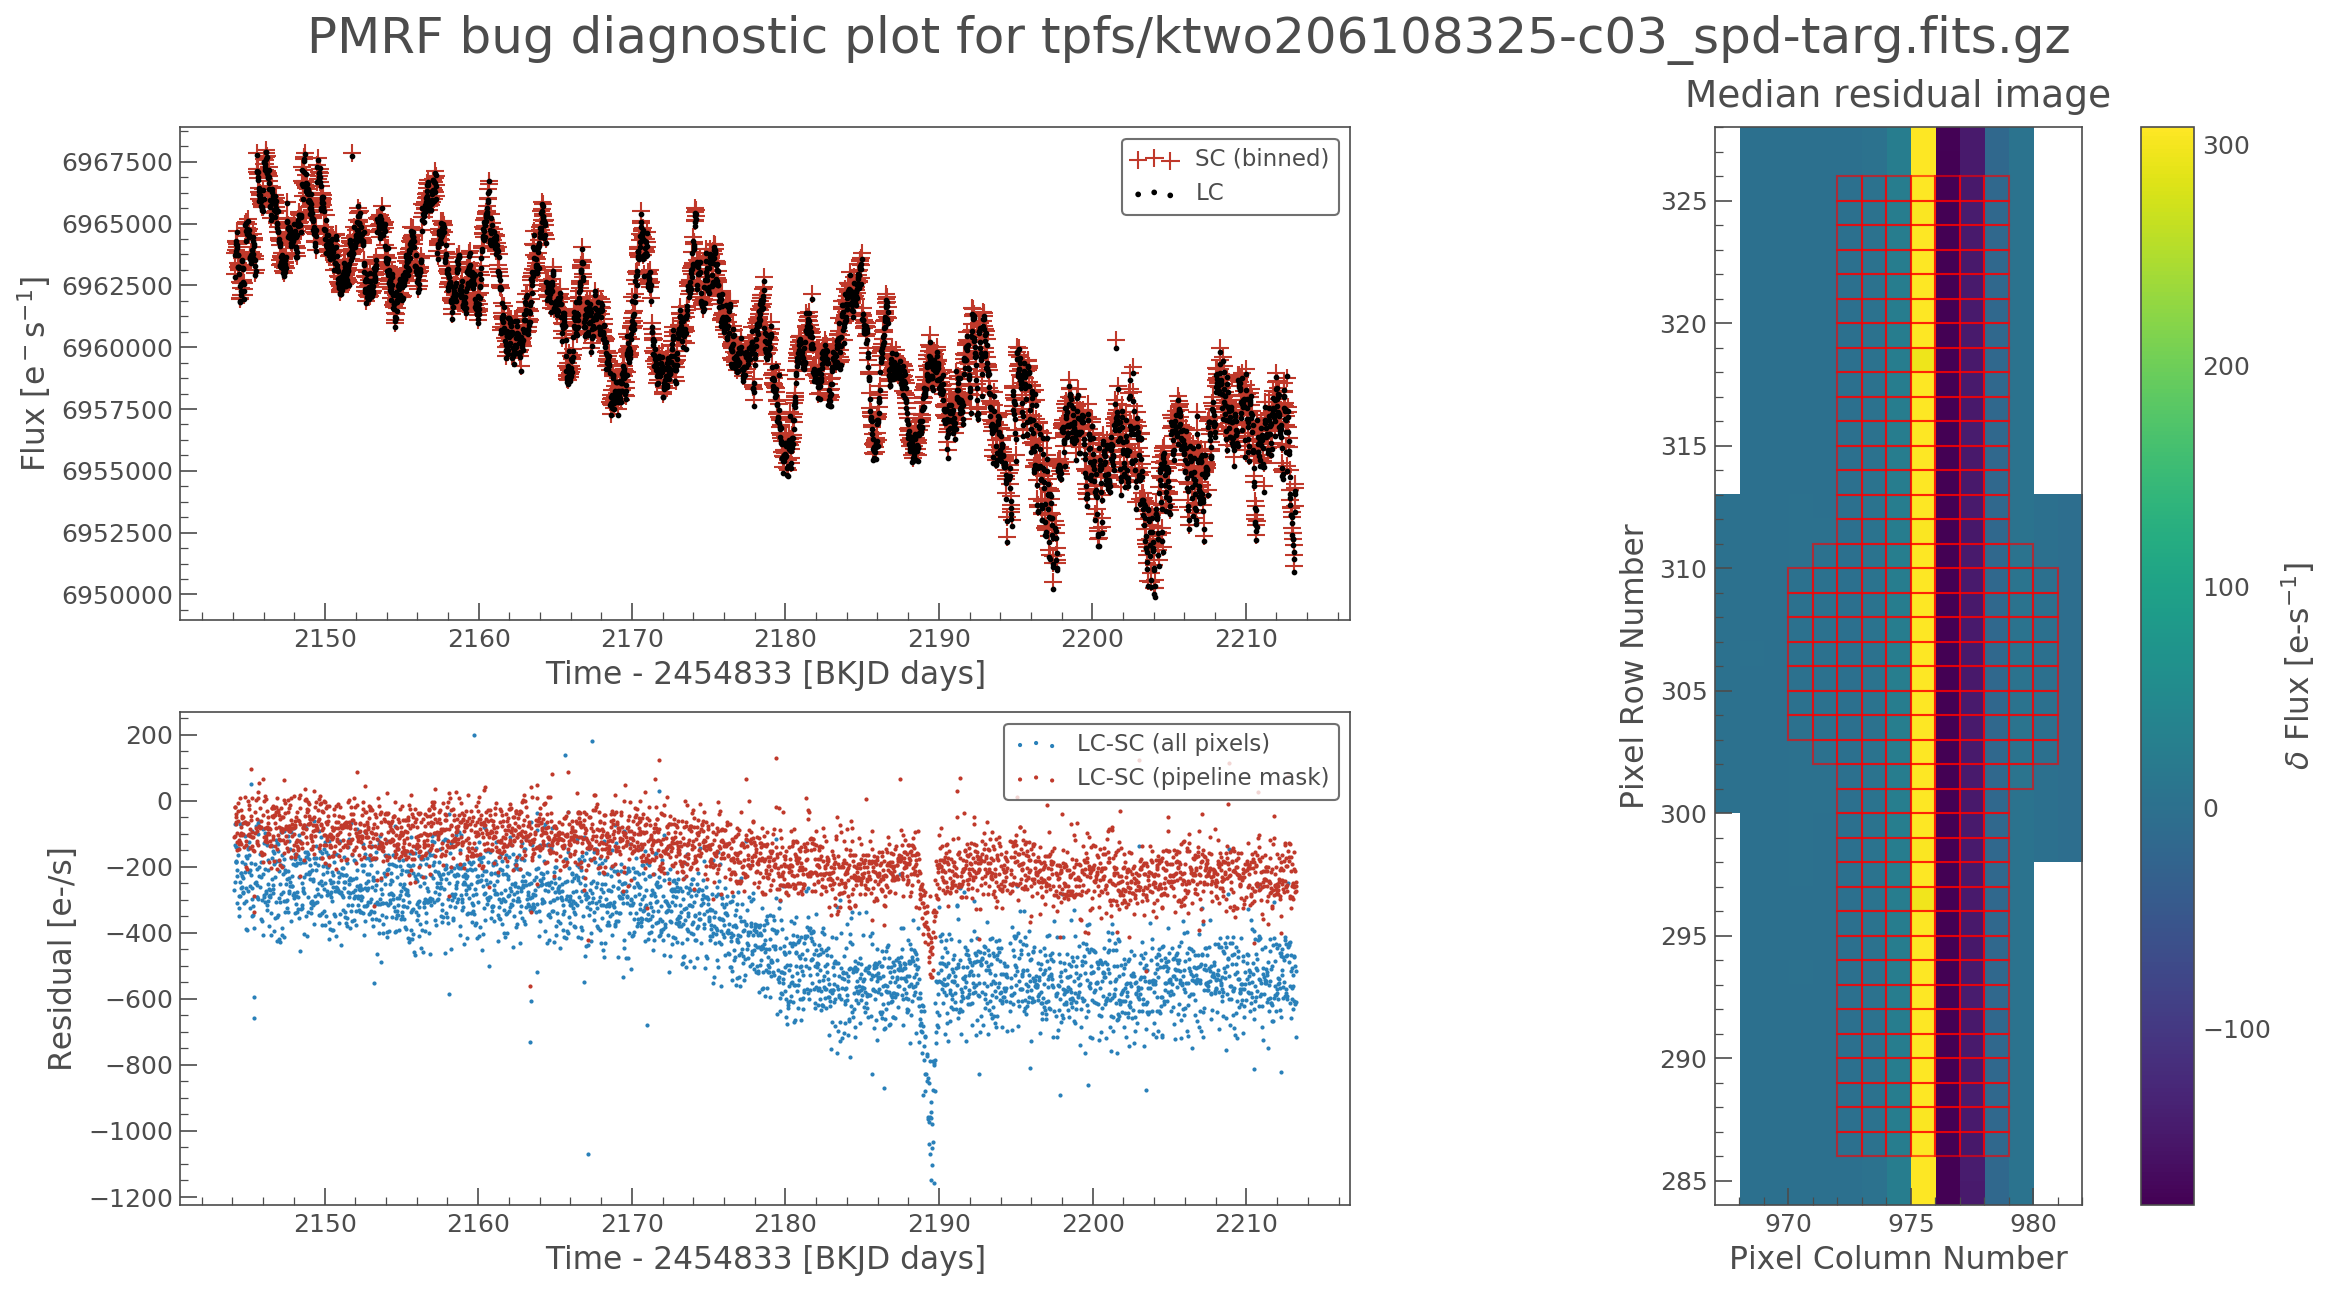 PMRF bug diagnostic plot for tpfs/ktwo206108325-c03_spd-targ.fits.gz
SC (binned)
LC
6967500
6965000
6962500
6960000
6957500
6955000
6952500
6950000
Flux [e⁻ s⁻¹]
2150 2160 2170 2180 2190 2200 2210
Time - 2454833 [BKJD days]
LC-SC (all pixels)
LC-SC (pipeline mask)
200
0
−200
−400
−600
−800
−1000
−1200
Residual [e-/s]
2150 2160 2170 2180 2190 2200 2210
Time - 2454833 [BKJD days]
Median residual image
325
320
315
310
305
300
295
290
285
Pixel Row Number
970 975 980
Pixel Column Number
300
200
100
0
−100
δ Flux [e-s⁻¹]